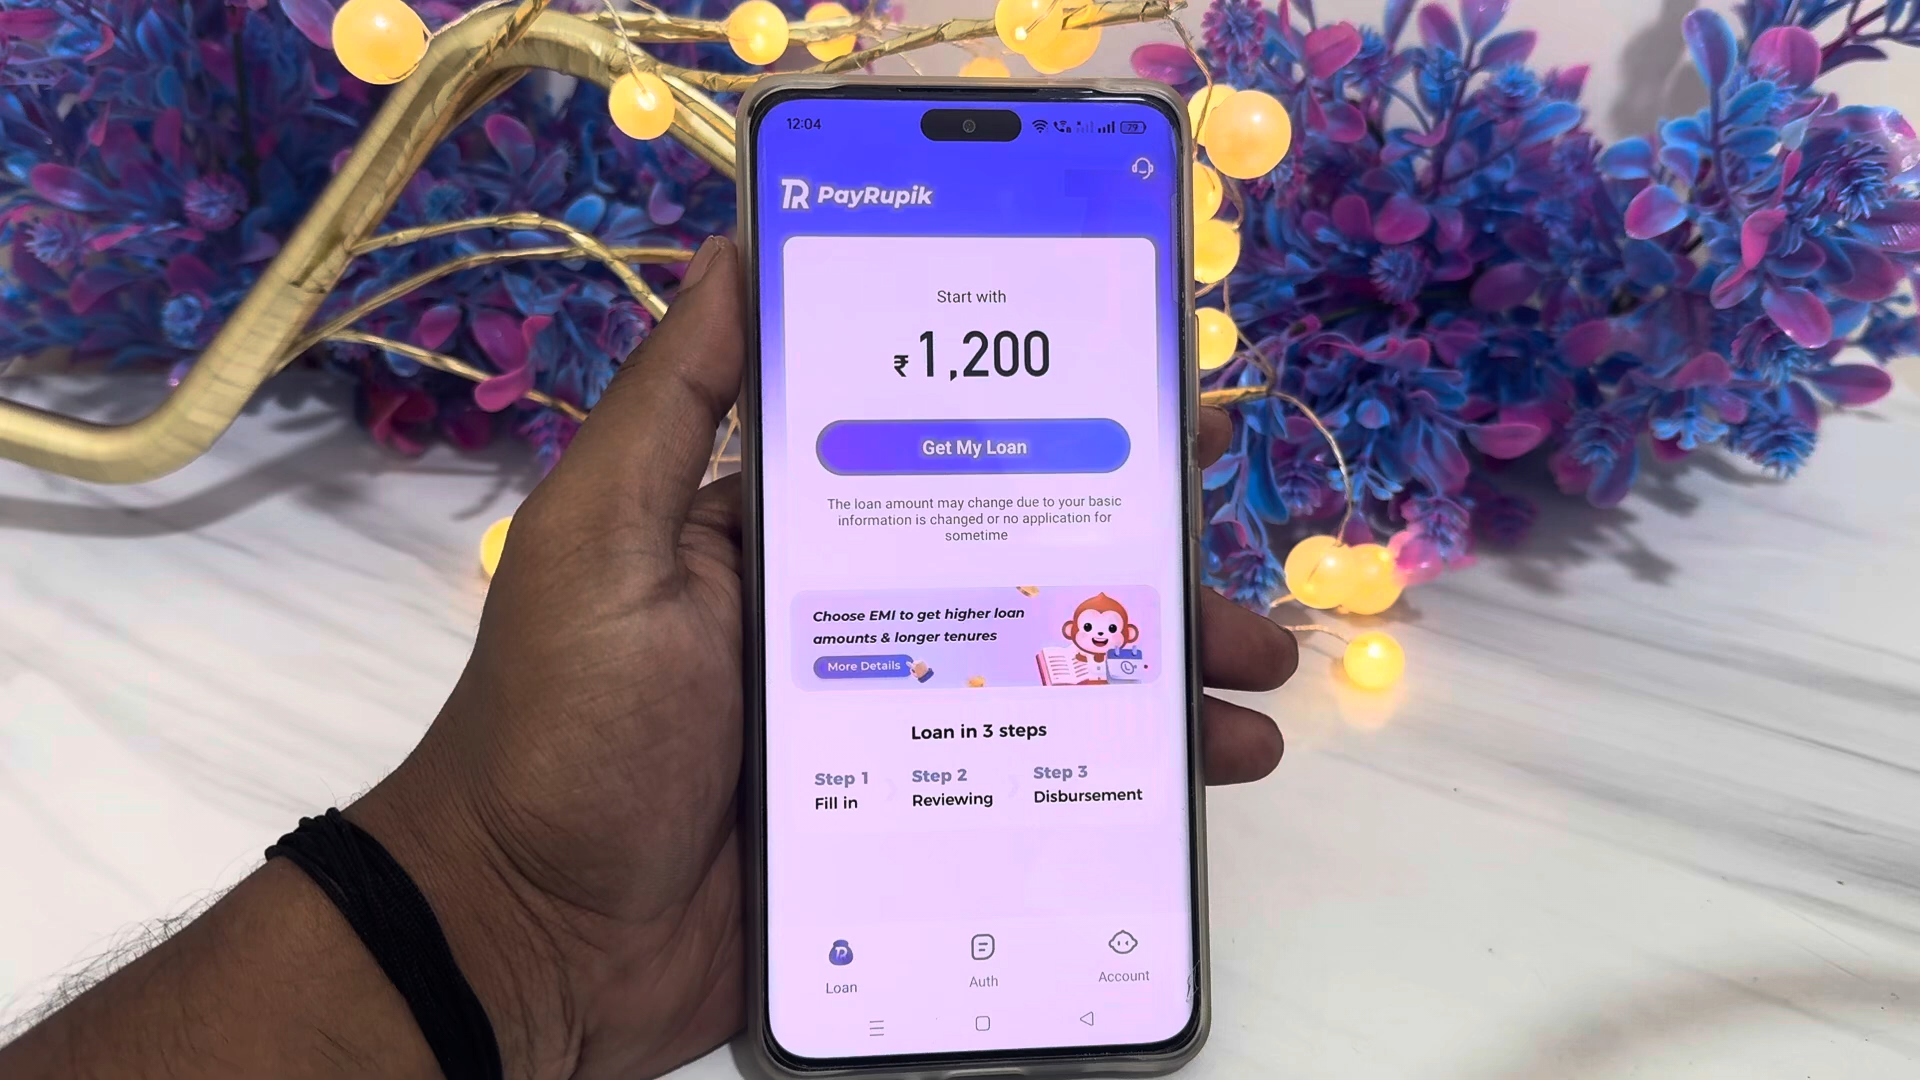 12:04
79
PayRupik
Start with
₹1,200
Get My Loan
The loan amount may change due to your basic
information is changed or no application for
sometime
Choose EMI to get higher loan
amounts & longer tenures
More Details
Loan in 3 steps
Step 1
Fill in
Step 2
Reviewing
Step 3
Disbursement
Loan
Auth
Account